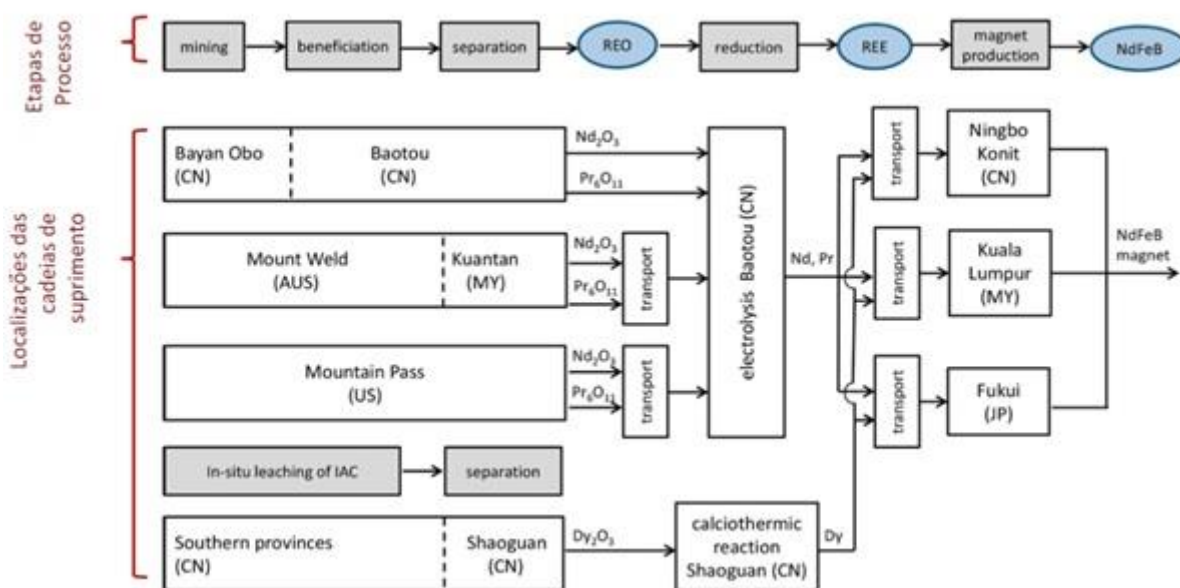 Etapas de
Processo
mining
beneficiation
separation
REO
reduction
REE
magnet
production
NdFeB
Localizações das
cadeias de
suprimento
Bayan Obo
(CN)
Baotou
(CN)
Nd₂O₃
Pr₆O₁₁
Mount Weld
(AUS)
Kuantan
(MY)
Nd₂O₃
Pr₆O₁₁
transport
Mountain Pass
(US)
Nd₂O₃
Pr₆O₁₁
transport
electrolysis Baotou (CN)
Nd, Pr
transport
Ningbo
Konit
(CN)
transport
Kuala
Lumpur
(MY)
transport
Fukui
(JP)
NdFeB
magnet
In-situ leaching of IAC
separation
Southern provinces
(CN)
Shaoguan
(CN)
Dy₂O₃
calciothermic
reaction
Shaoguan (CN)
Dy